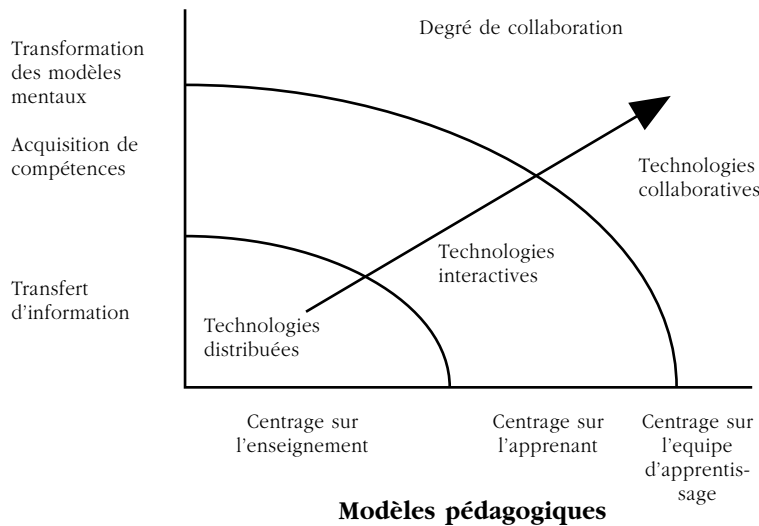 Degré de collaboration
Transformation
des modèles
mentaux
Acquisition de
compétences
Technologies
collaboratives
Technologies
interactives
Transfert
d'information
Technologies
distribuées
Centrage sur
l'enseignement
Centrage sur
l'apprenant
Centrage sur
l'equipe
d'apprentis-
sage
Modèles pédagogiques